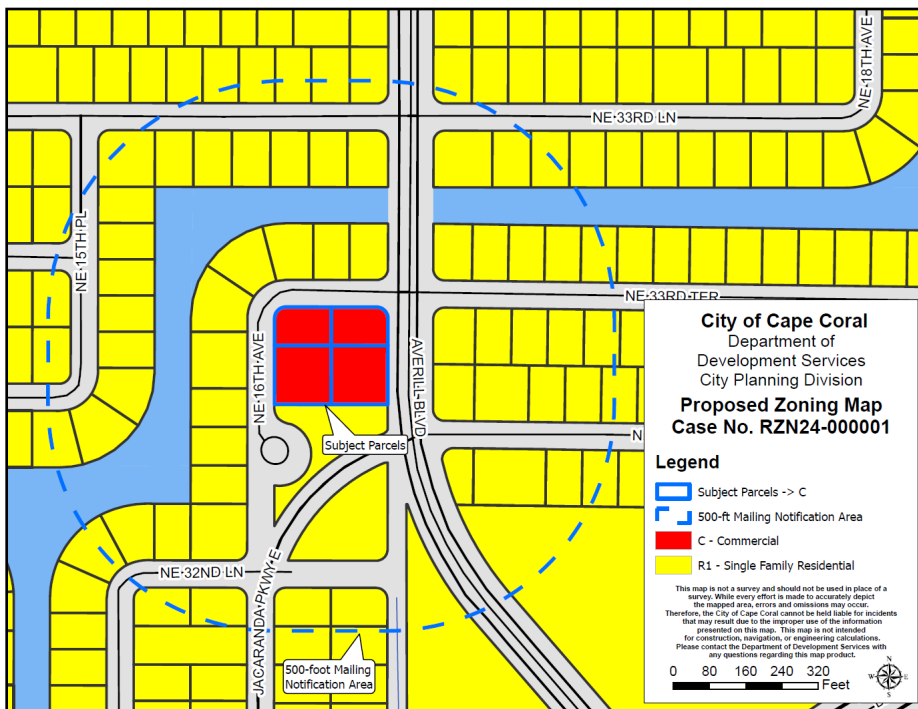 NE 18TH AVE
NE 33RD LN
NE 15TH PL
NE 33RD TER
NE 16TH AVE
AVERILL BLVD
Subject Parcels
N
NE 32ND LN
JACARANDA PKWY E
500-foot Mailing
Notification Area
City of Cape Coral
Department of
Development Services
City Planning Division
Proposed Zoning Map
Case No. RZN24-000001
Legend
Subject Parcels -> C
500-ft Mailing Notification Area
C - Commercial
R1 - Single Family Residential
This map is not a survey and should not be used in place of a
survey. While every effort is made to accurately depict
the mapped area, errors and omissions may occur.
Therefore, the City of Cape Coral cannot be held liable for incidents
that may result due to the improper use of the information
presented on this map. This map is not intended
for construction, navigation, or engineering calculations.
Please contact the Department of Development Services with
any questions regarding this map product.
0 80 160 240 320
Feet
N
W E
S